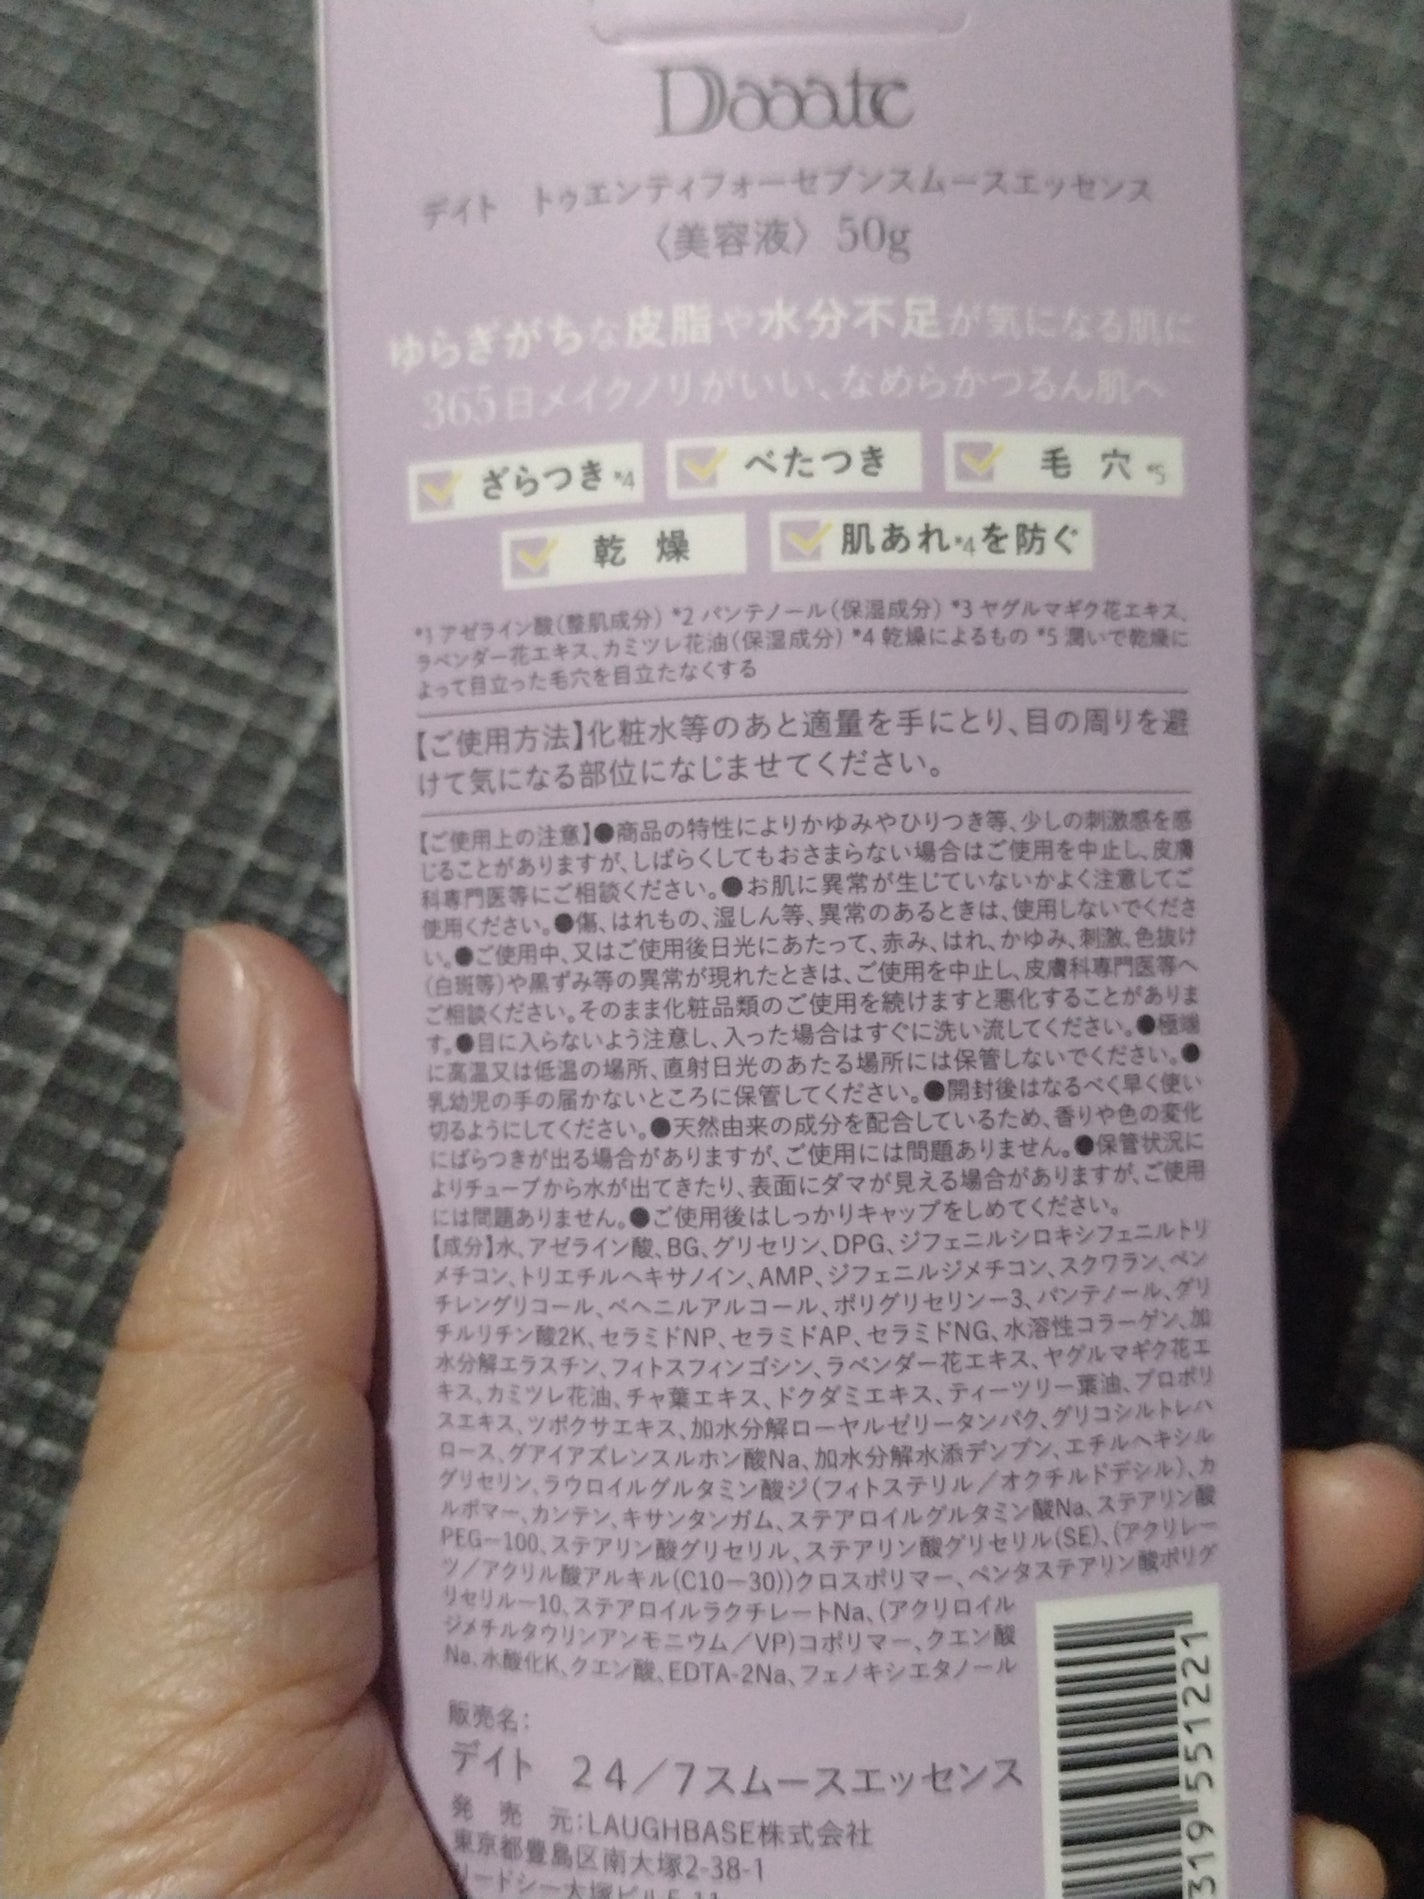 Daaatc
デイト　トゥエンティフォーセブンスムースエッセンス
〈美容液〉 50g
ゆらぎがちな皮脂や水分不足が気になる肌に
365日メイクノリがいい、なめらかつるん肌へ
ざらつき*4
べたつき
毛 穴 *5
乾 燥
肌あれ*4を防ぐ
*1 アゼライン酸(整肌成分) *2 パンテノール(保湿成分) *3 ヤグルマギク花エキス、
ラベンダー花エキス、カミツレ花油(保湿成分) *4 乾燥によるもの *5 潤いで乾燥に
よって目立った毛穴を目立たなくする
【ご使用方法】化粧水等のあと適量を手にとり、目の周りを避
けて気になる部位になじませてください。
【ご使用上の注意】●商品の特性によりかゆみやひりつき等、少しの刺激感を感
じることがありますが、しばらくしてもおさまらない場合はご使用を中止し、皮膚
科専門医等にご相談ください。●お肌に異常が生じていないかよく注意してご
使用ください。●傷、はれもの、湿しん等、異常のあるときは、使用しないでくださ
い。●ご使用中、又はご使用後日光にあたって、赤み、はれ、かゆみ、刺激、色抜け
(白斑等)や黒ずみ等の異常が現れたときは、ご使用を中止し、皮膚科専門医等へ
ご相談ください。そのまま化粧品類のご使用を続けますと悪化することがありま
す。●目に入らないよう注意し、入った場合はすぐに洗い流してください。●極端
に高温又は低温の場所、直射日光のあたる場所には保管しないでください。●
乳幼児の手の届かないところに保管してください。●開封後はなるべく早く使い
切るようにしてください。●天然由来の成分を配合しているため、香りや色の変化
にばらつきが出る場合がありますが、ご使用には問題ありません。●保管状況に
よりチューブから水が出てきたり、表面にダマが見える場合がありますが、ご使用
には問題ありません。●ご使用後はしっかりキャップをしめてください。
【成分】水、アゼライン酸、BG、グリセリン、DPG、ジフェニルシロキシフェニルトリ
メチコン、トリエチルヘキサノイン、AMP、ジフェニルジメチコン、スクワラン、ペン
チレングリコール、ベヘニルアルコール、ポリグリセリン-3、パンテノール、グリ
チルリチン酸2K、セラミドNP、セラミドAP、セラミドNG、水溶性コラーゲン、加
水分解エラスチン、フィトスフィンゴシン、ラベンダー花エキス、ヤグルマギク花エ
キス、カミツレ花油、チャ葉エキス、ドクダミエキス、ティーツリー葉油、プロポリ
スエキス、ツボクサエキス、加水分解ローヤルゼリータンパク、グリコシルトレハ
ロース、グアイアズレンスルホン酸Na、加水分解水添デンプン、エチルヘキシル
グリセリン、ラウロイルグルタミン酸ジ(フィトステリル／オクチルドデシル)、カ
ルボマー、カンテン、キサンタンガム、ステアロイルグルタミン酸Na、ステアリン酸
PEG-100、ステアリン酸グリセリル、ステアリン酸グリセリル(SE)、(アクリレー
ツ／アクリル酸アルキル(C10-30))クロスポリマー、ペンタステアリン酸ポリグ
リセリル-10、ステアロイルラクチレートNa、(アクリロイル
ジメチルタウリンアンモニウム／VP)コポリマー、クエン酸
Na、水酸化K、クエン酸、EDTA-2Na、フェノキシエタノール
販売名：
デイト　24／7スムースエッセンス
発 売 元：LAUGHBASE株式会社
東京都豊島区南大塚2-38-1
リードシー大塚ビル5-11
319 551221